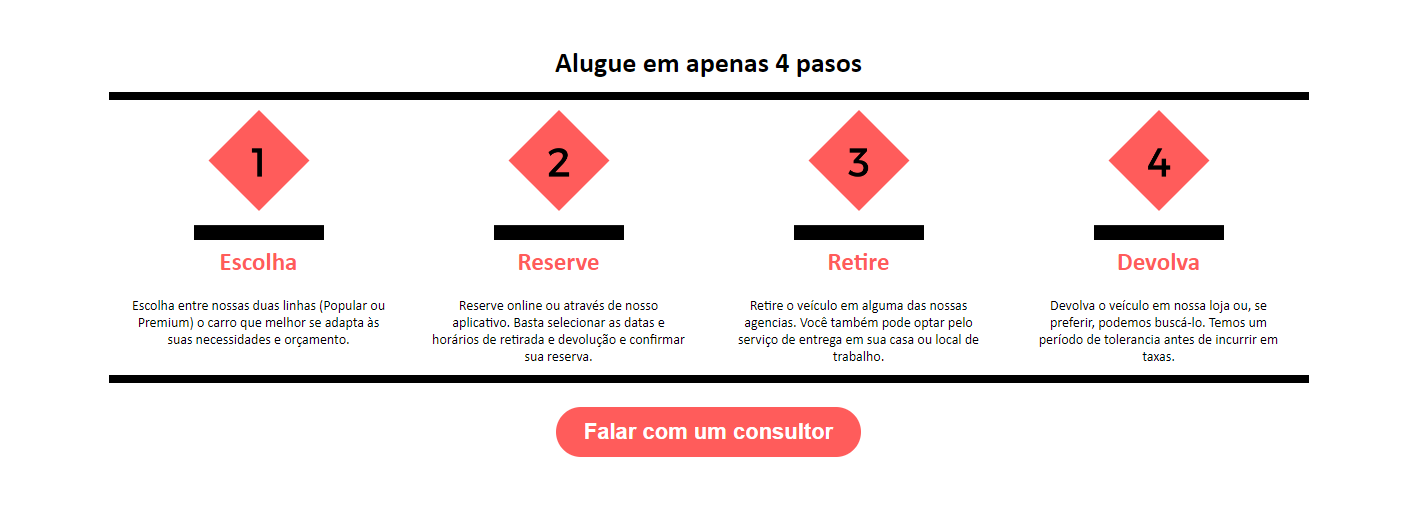 Alugue em apenas 4 pasos
1
2
3
4
Escolha
Escolha entre nossas duas linhas (Popular ou
Premium) o carro que melhor se adapta às
suas necessidades e orçamento.
Reserve
Reserve online ou através de nosso
aplicativo. Basta selecionar as datas e
horários de retirada e devolução e confirmar
sua reserva.
Retire
Retire o veículo em alguma das nossas
agencias. Você também pode optar pelo
serviço de entrega em sua casa ou local de
trabalho.
Devolva
Devolva o veículo em nossa loja ou, se
preferir, podemos buscá-lo. Temos um
período de tolerancia antes de incurrir em
taxas.
Falar com um consultor